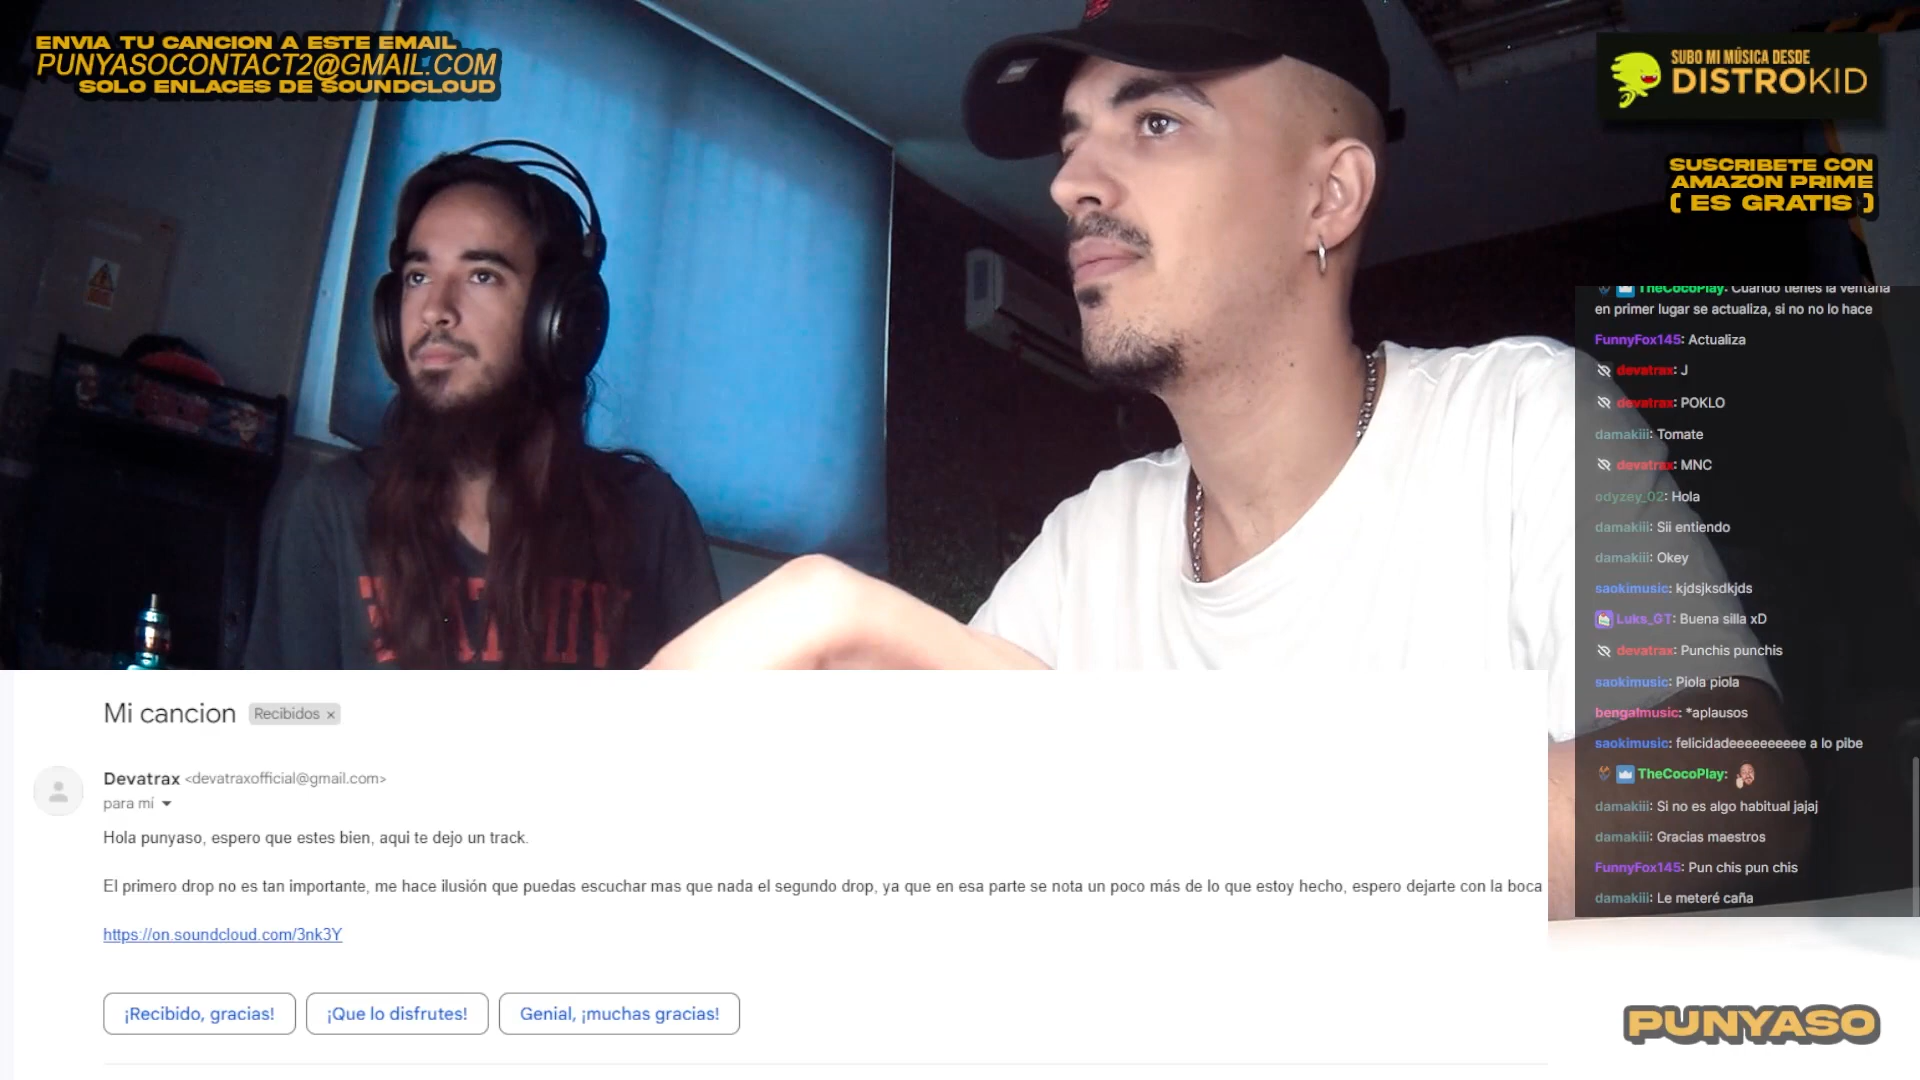 ENVIA TU CANCION A ESTE EMAIL
PUNYASOCONTACT2@GMAIL.COM
SOLO ENLACES DE SOUNDCLOUD
SUBO MI MÚSICA DESDE
DISTROKID
SUSCRIBETE CON
AMAZON PRIME
( ES GRATIS )
TheCocoPlay: Cuando tienes la ventana
en primer lugar se actualiza, si no no lo hace
FunnyFox145: Actualiza
devatrax: J
devatrax: POKLO
damakiii: Tomate
devatrax: MNC
odyzey_02: Hola
damakiii: Sii entiendo
damakiii: Okey
saokimusic: kjdsjksdkjds
Luks_GT: Buena silla xD
devatrax: Punchis punchis
saokimusic: Piola piola
bengalmusic: *aplausos
saokimusic: felicidadeeeeeeeeee a lo pibe
TheCocoPlay:
damakiii: Si no es algo habitual jajaj
damakiii: Gracias maestros
FunnyFox145: Pun chis pun chis
damakiii: Le meteré caña
Mi cancion Recibidos x
Devatrax <devatraxofficial@gmail.com>
para mí
Hola punyaso, espero que estes bien, aqui te dejo un track.
El primero drop no es tan importante, me hace ilusión que puedas escuchar mas que nada el segundo drop, ya que en esa parte se nota un poco más de lo que estoy hecho, espero dejarte con la boca
https://on.soundcloud.com/3nk3Y
¡Recibido, gracias!
¡Que lo disfrutes!
Genial, ¡muchas gracias!
PUNYASO